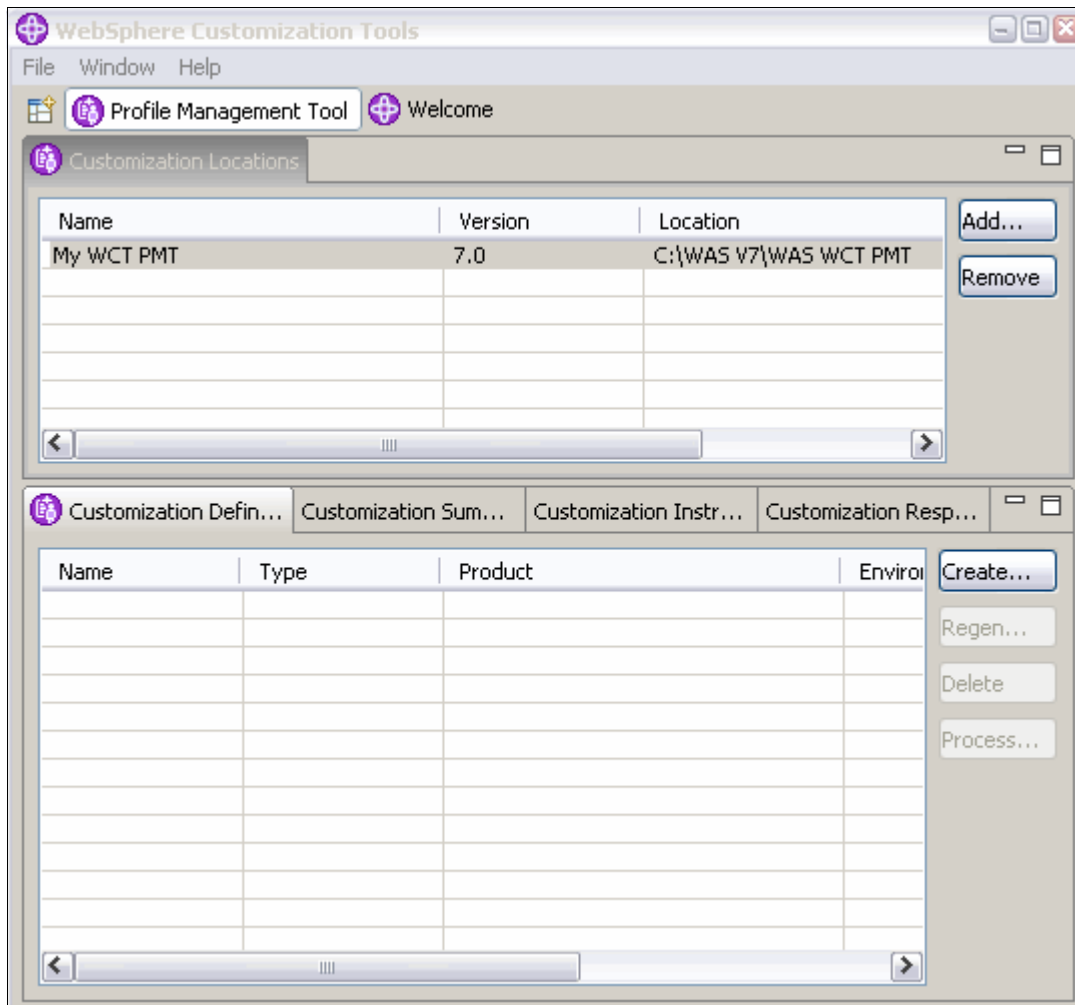 WebSphere Customization Tools
File Window Help
Profile Management Tool Welcome
Customization Locations
Name Version Location Add...
My WCT PMT 7.0 C:\WAS V7\WAS WCT PMT
Remove
Customization Defin... Customization Sum... Customization Instr... Customization Resp...
Name Type Product Enviro Create...
Regen...
Delete
Process...